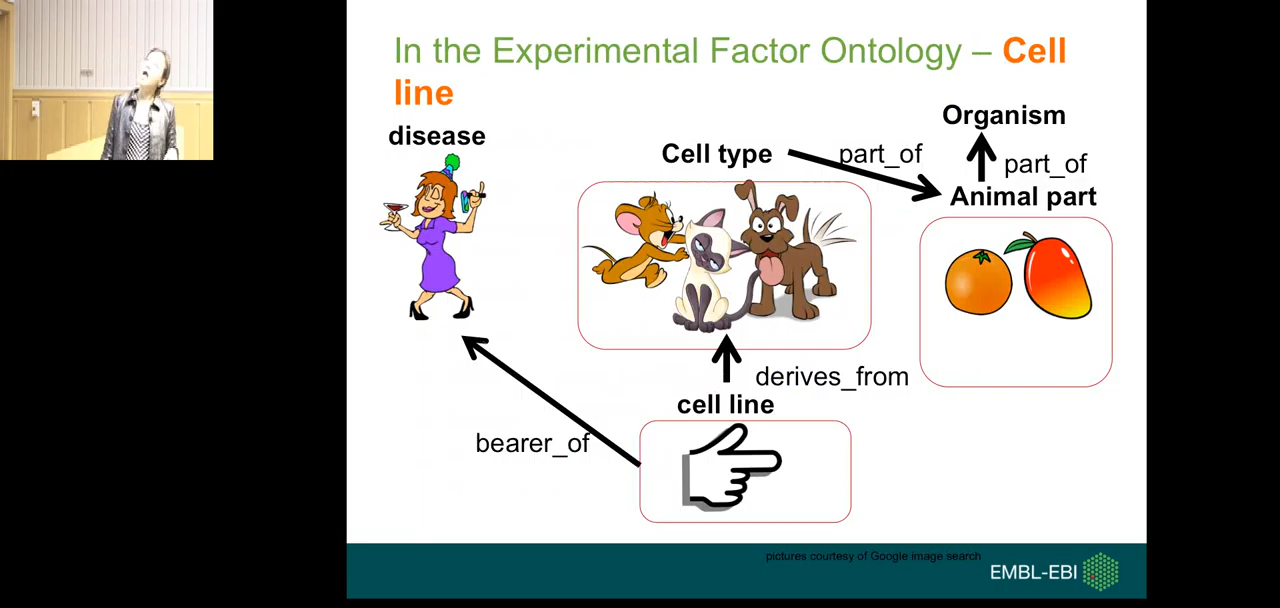 In the Experimental Factor Ontology – Cell
line
disease
Organism
Cell type
part_of
part_of
Animal part
derives_from
cell line
bearer_of
pictures courtesy of Google image search
EMBL-EBI